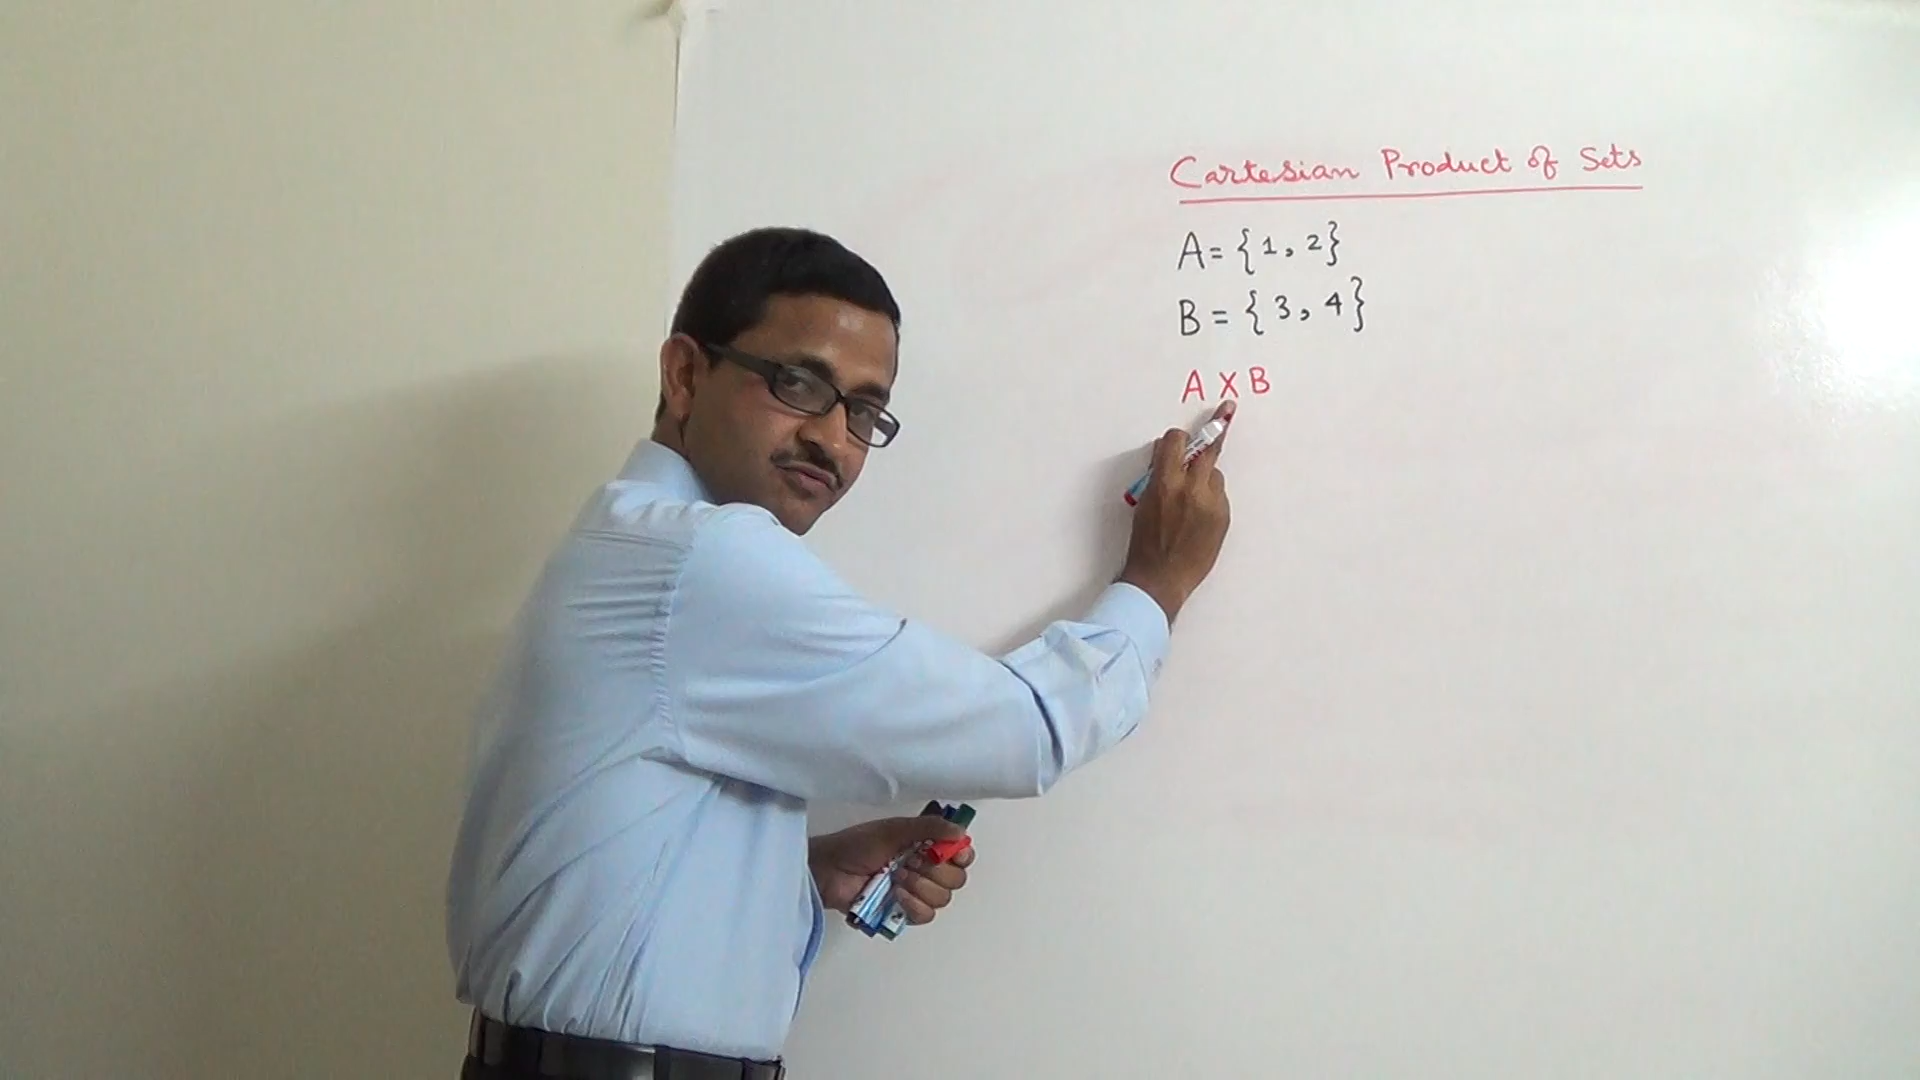 Cartesian Product of Sets
A = {1, 2}
B = {3, 4}
A X B